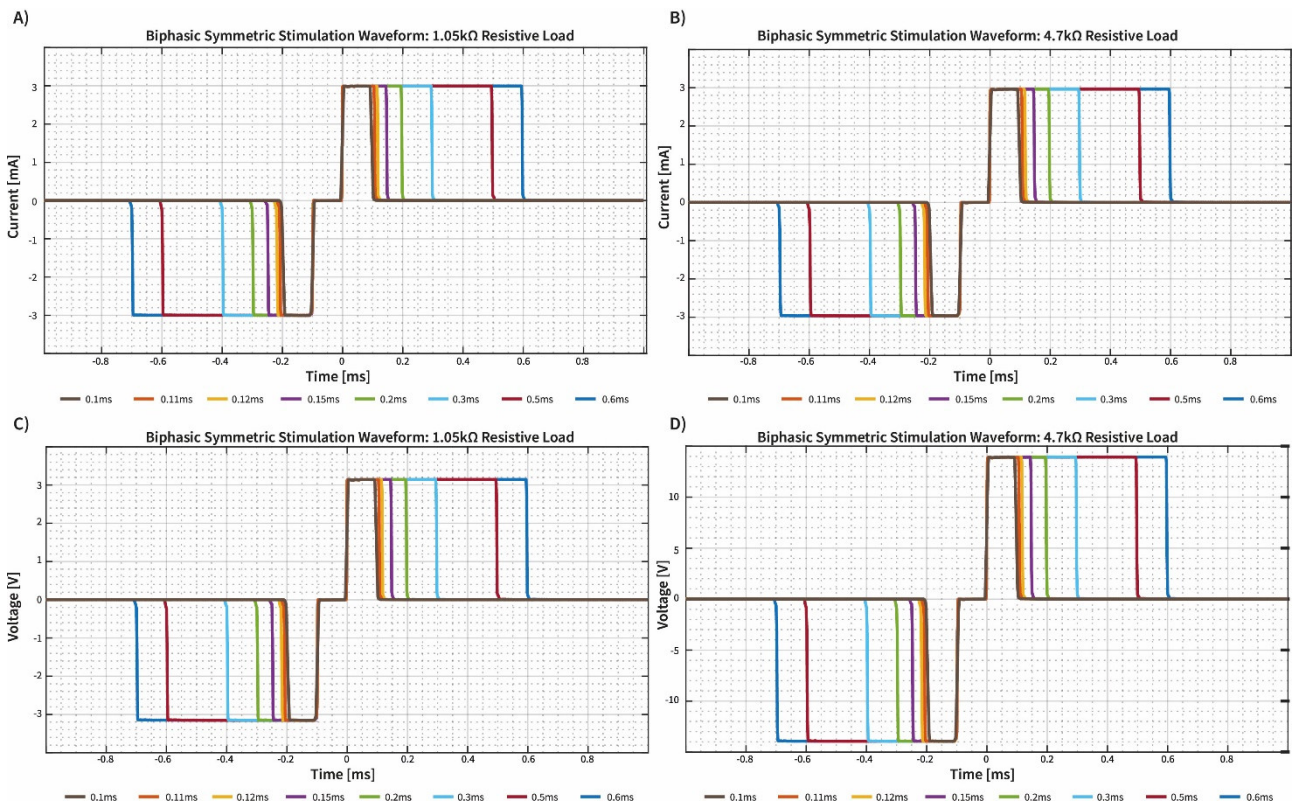 A)
Biphasic Symmetric Stimulation Waveform: 1.05kΩ Resistive Load
3
2
1
0
-1
-2
-3
Current [mA]
-0.8 -0.6 -0.4 -0.2 0 0.2 0.4 0.6 0.8
Time [ms]
0.1ms 0.11ms 0.12ms 0.15ms 0.2ms 0.3ms 0.5ms 0.6ms
B)
Biphasic Symmetric Stimulation Waveform: 4.7kΩ Resistive Load
3
2
1
0
-1
-2
-3
Current [mA]
-0.8 -0.6 -0.4 -0.2 0 0.2 0.4 0.6 0.8
Time [ms]
0.1ms 0.11ms 0.12ms 0.15ms 0.2ms 0.3ms 0.5ms 0.6ms
C)
Biphasic Symmetric Stimulation Waveform: 1.05kΩ Resistive Load
3
2
1
0
-1
-2
-3
Voltage [V]
-0.8 -0.6 -0.4 -0.2 0 0.2 0.4 0.6 0.8
Time [ms]
0.1ms 0.11ms 0.12ms 0.15ms 0.2ms 0.3ms 0.5ms 0.6ms
D)
Biphasic Symmetric Stimulation Waveform: 4.7kΩ Resistive Load
10
5
0
-5
-10
Voltage [V]
-0.8 -0.6 -0.4 -0.2 0 0.2 0.4 0.6 0.8
Time [ms]
0.1ms 0.11ms 0.12ms 0.15ms 0.2ms 0.3ms 0.5ms 0.6ms